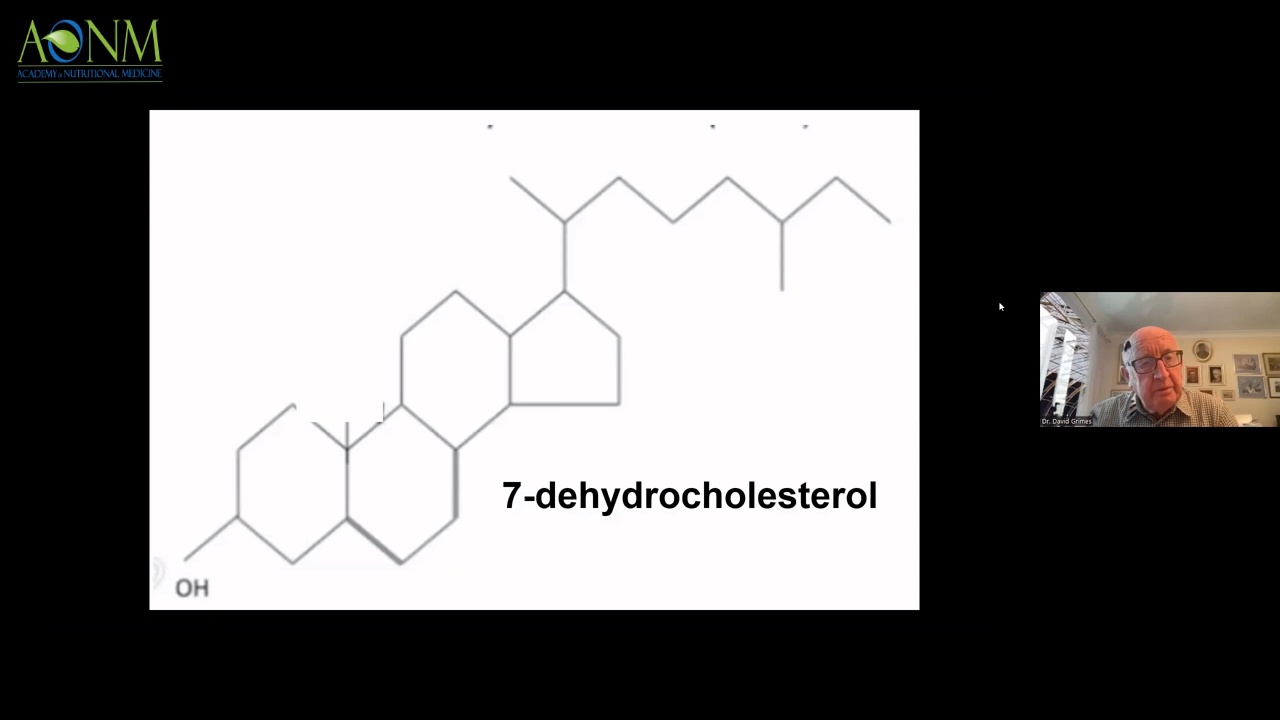 AONM
ACADEMY of NUTRITIONAL MEDICINE
7-dehydrocholesterol
OH
Dr. David Grimes